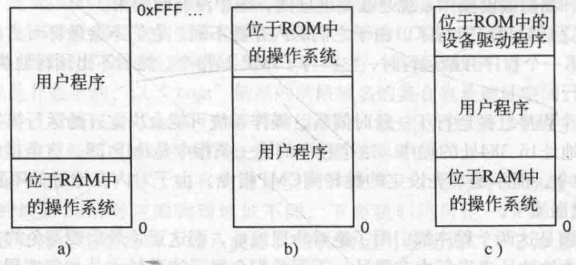 0xFFF …
用户程序
位于RAM中
的操作系统
0
a)
位于ROM中
的操作系统
用户程序
0
b)
位于ROM中的
设备驱动程序
用户程序
位于RAM中
的操作系统
0
c)